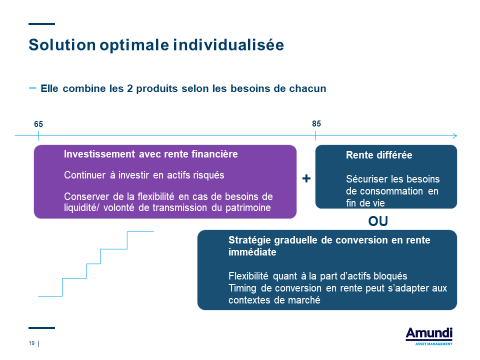 Solution optimale individualisée
– Elle combine les 2 produits selon les besoins de chacun
65
85
Investissement avec rente financière
Continuer à investir en actifs risqués
Conserver de la flexibilité en cas de besoins de
liquidité/ volonté de transmission du patrimoine
+
Rente différée
Sécuriser les besoins
de consommation en
fin de vie
OU
Stratégie graduelle de conversion en rente
immédiate
Flexibilité quant à la part d'actifs bloqués
Timing de conversion en rente peut s'adapter aux
contextes de marché
19 |
Amundi
ASSET MANAGEMENT